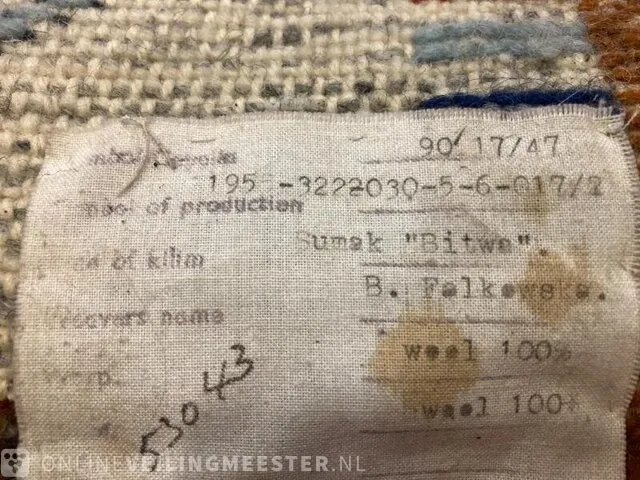 90/17/47
195 -3222030-5-6-017/2
of production
Sumak "Bitwa".
of kilim
B. Falkowska.
name
wool 100%
wool 100%
53043
ONLINEVEILINGMEESTER.NL